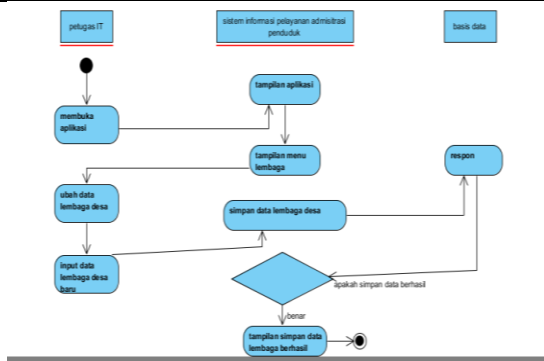 petugas IT
sistem informasi pelayanan admisitrasi
penduduk
basis data
tampilan aplikasi
membuka
aplikasi
tampilan menu
lembaga
respon
ubah data
lembaga desa
simpan data lembaga desa
input data
lembaga desa
baru
apakah simpan data berhasil
benar
tampilan simpan data
lembaga berhasil